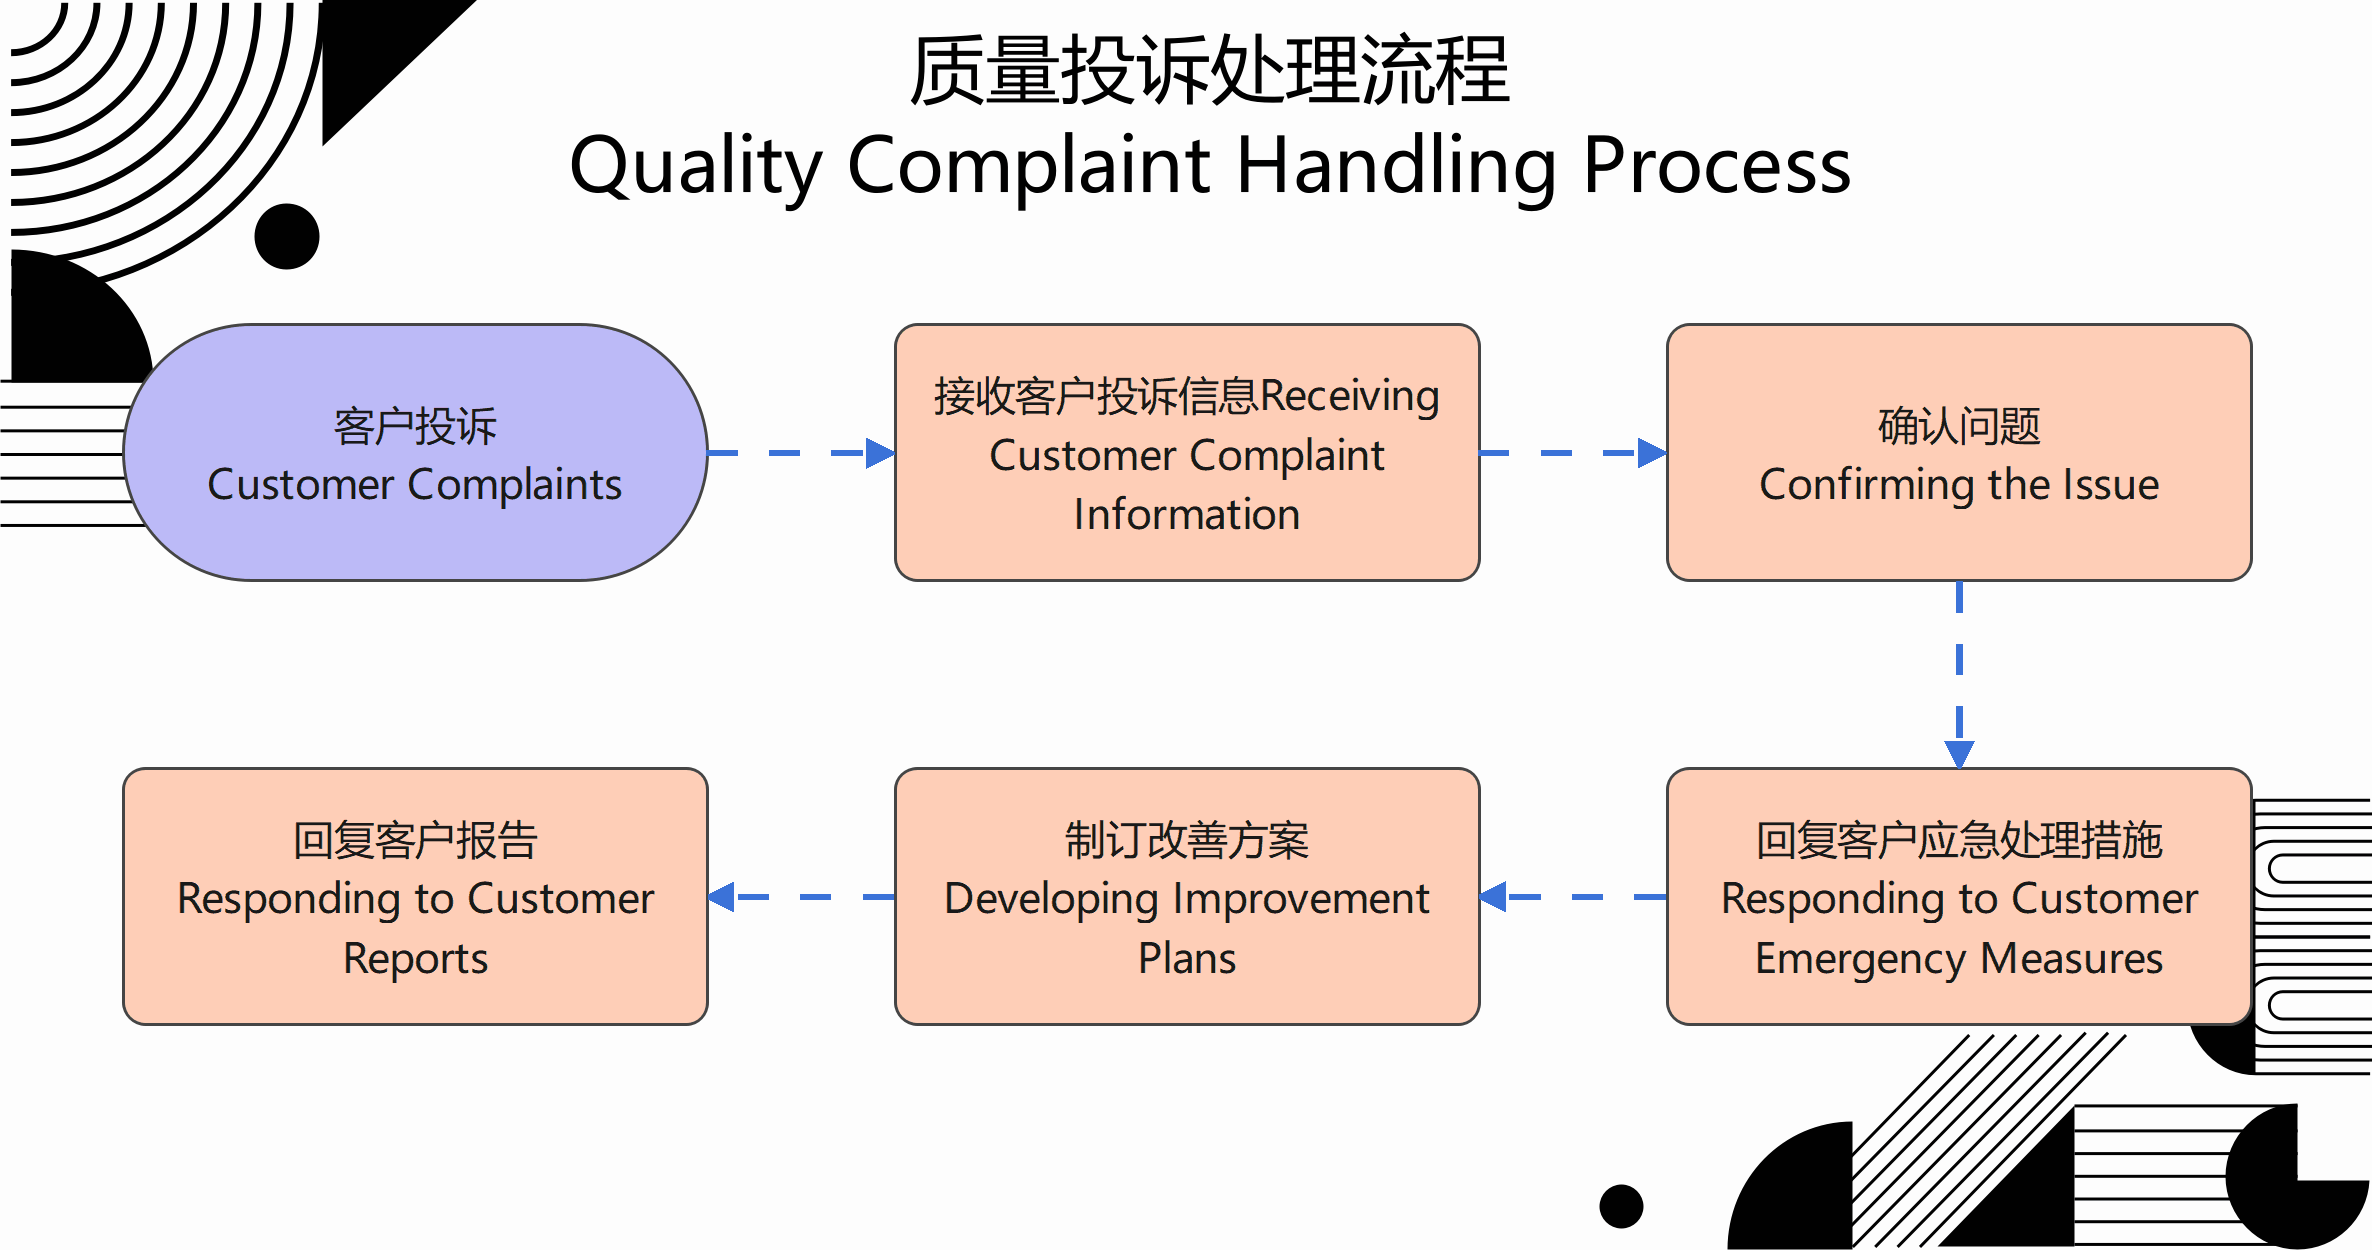 质量投诉处理流程
Quality Complaint Handling Process
客户投诉
Customer Complaints
接收客户投诉信息Receiving
Customer Complaint
Information
确认问题
Confirming the Issue
回复客户报告
Responding to Customer
Reports
制订改善方案
Developing Improvement
Plans
回复客户应急处理措施
Responding to Customer
Emergency Measures